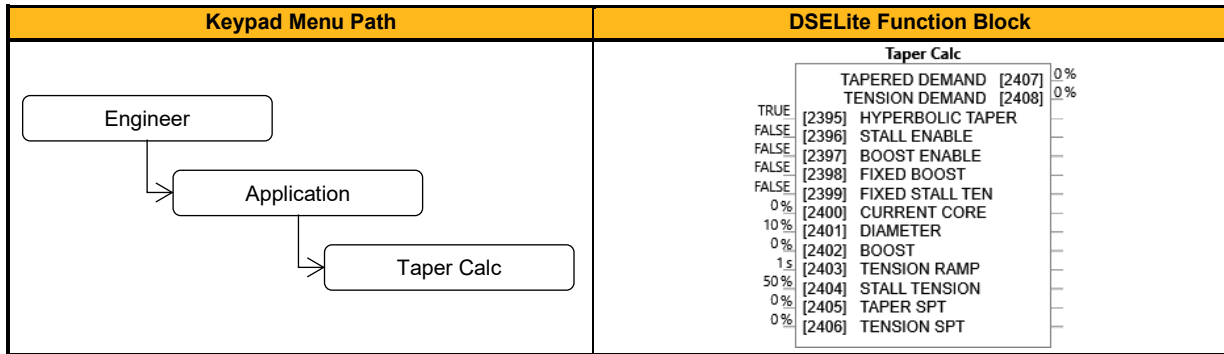 Keypad Menu Path
DSELite Function Block
Engineer
Application
Taper Calc
Taper Calc
TAPERED DEMAND [2407] 0%
TENSION DEMAND [2408] 0%
TRUE [2395] HYPERBOLIC TAPER
FALSE [2396] STALL ENABLE
FALSE [2397] BOOST ENABLE
FALSE [2398] FIXED BOOST
FALSE [2399] FIXED STALL TEN
0% [2400] CURRENT CORE
10% [2401] DIAMETER
0% [2402] BOOST
1s [2403] TENSION RAMP
50% [2404] STALL TENSION
0% [2405] TAPER SPT
0% [2406] TENSION SPT